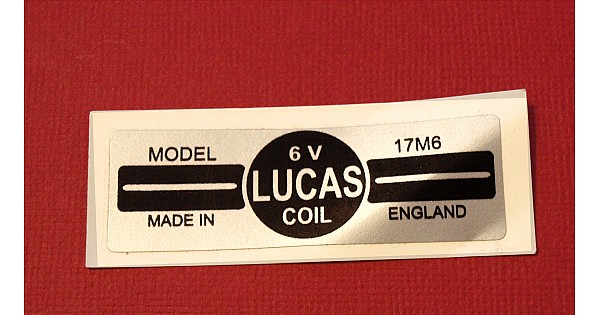 MODEL 6 V 17M6
LUCAS
MADE IN COIL ENGLAND